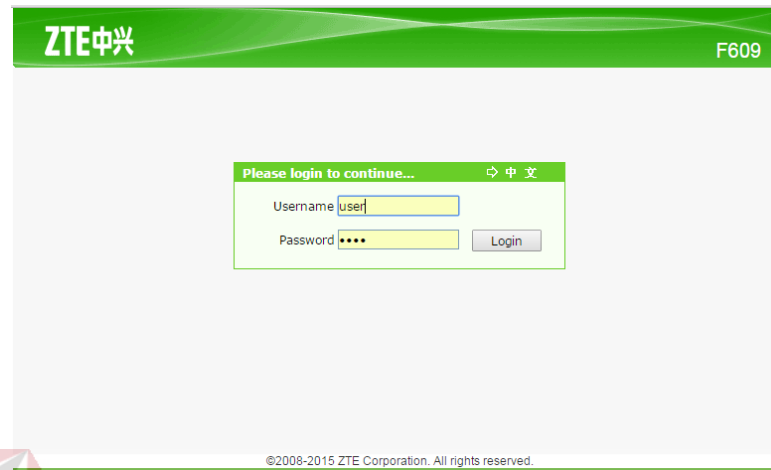 ZTE中兴
F609
Please login to continue... ⇨ 中 文
Username user
Password ••••
Login
©2008-2015 ZTE Corporation. All rights reserved.